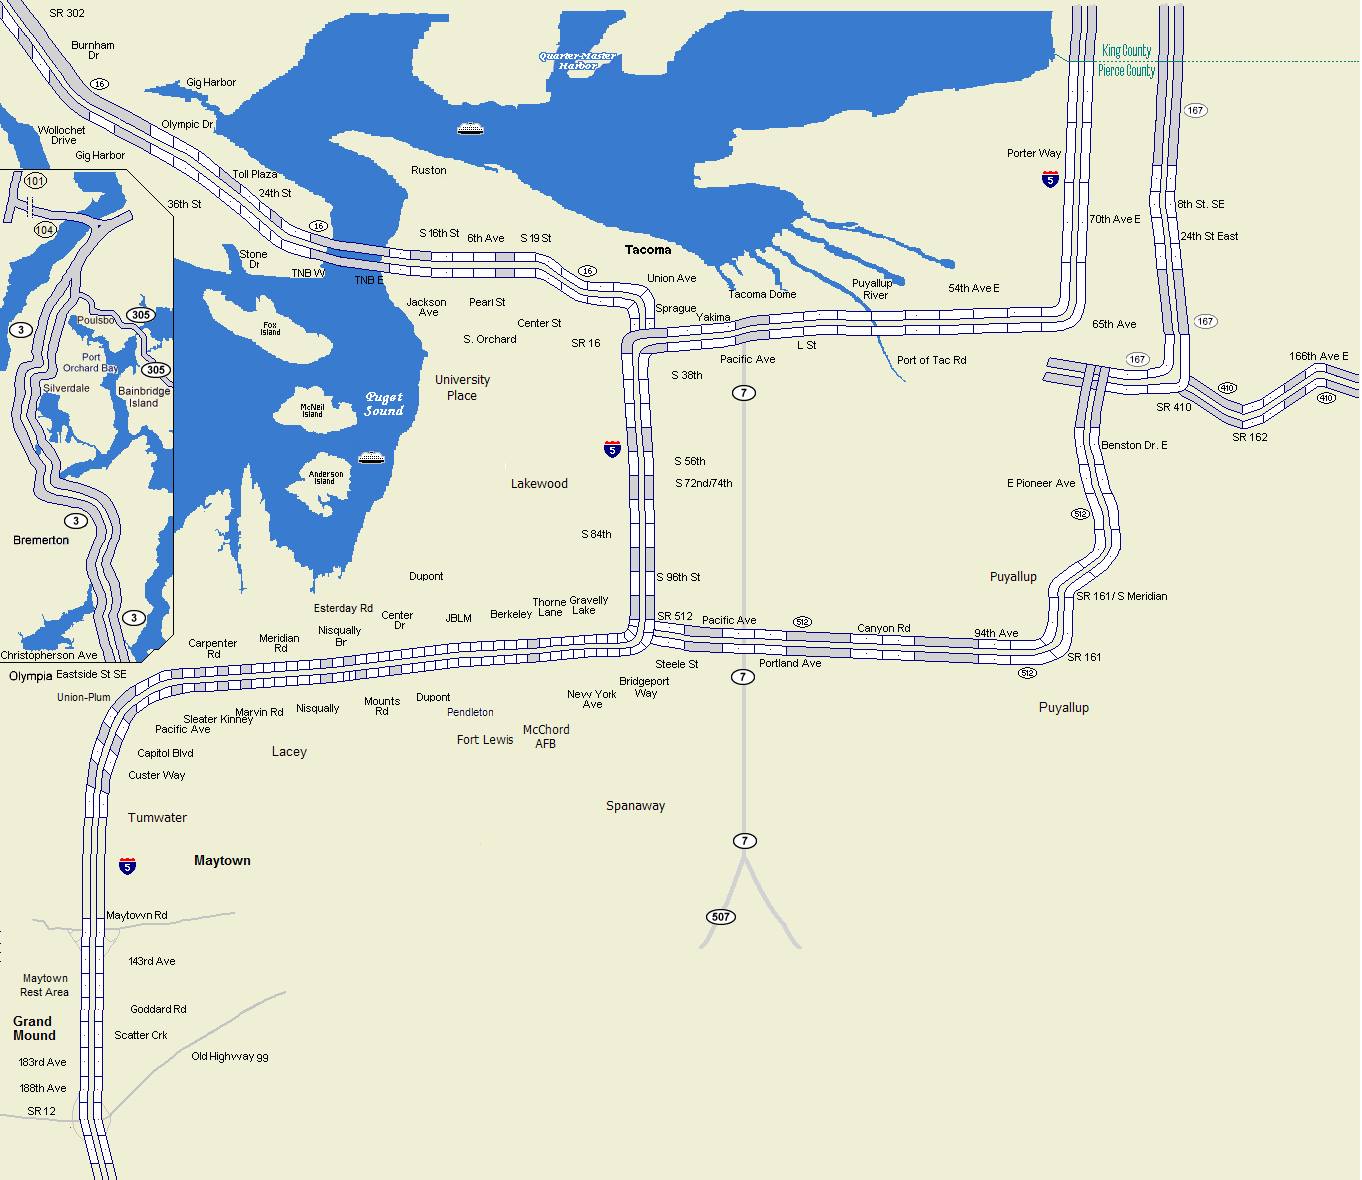 SR 302
Burnham
Dr
16
Gig Harbor
Quarter Master
Harbor
King County
Pierce County
167
Wollochet
Drive
Olympic Dr
Gig Harbor
Porter Way
5
Toll Plaza
24th St
Ruston
101
36th St
104
16
70th Ave E
8th St. SE
24th St East
S 16th St
6th Ave
S 19 St
Tacoma
Stone
Dr
TNB W
TNB E
16
Union Ave
Tacoma Dome
Puyallup
River
54th Ave E
Jackson
Ave
Pearl St
Sprague
Yakima
Center St
S. Orchard
SR 16
L St
65th Ave
167
Fox
Island
3
Poulsbo
305
Port
Orchard Bay
305
Silverdale
Bainbridge
Island
Pacific Ave
Port of Tac Rd
167
166th Ave E
S 38th
University
Place
7
410
410
SR 410
SR 162
McNeil
Island
Puget
Sound
5
Benston Dr. E
S 56th
S 72nd/74th
Anderson
Island
Lakewood
E Pioneer Ave
512
3
Bremerton
S 84th
Dupont
S 96th St
Puyallup
SR 161/ S Meridian
3
Esterday Rd
Center
Dr
JBLM
Berkeley
Thorne
Lane
Gravelly
Lake
SR 512
Pacific Ave
512
Canyon Rd
94th Ave
Nisqually
Br
Meridian
Rd
Carpenter
Rd
Christopherson Ave
Olympia
Eastside St SE
Steele St
Portland Ave
SR 161
512
7
Union-Plum
Bridgeport
Way
New York
Ave
Marvin Rd
Nisqually
Mounts
Rd
Dupont
Pendleton
Puyallup
Sleater Kinney
Pacific Ave
Fort Lewis
McChord
AFB
Capitol Blvd
Lacey
Custer Way
Spanaway
Tumwater
7
5
Maytown
Maytown Rd
507
143rd Ave
Maytown
Rest Area
Goddard Rd
Grand
Mound
Scatter Crk
183rd Ave
Old Highway 99
188th Ave
SR 12